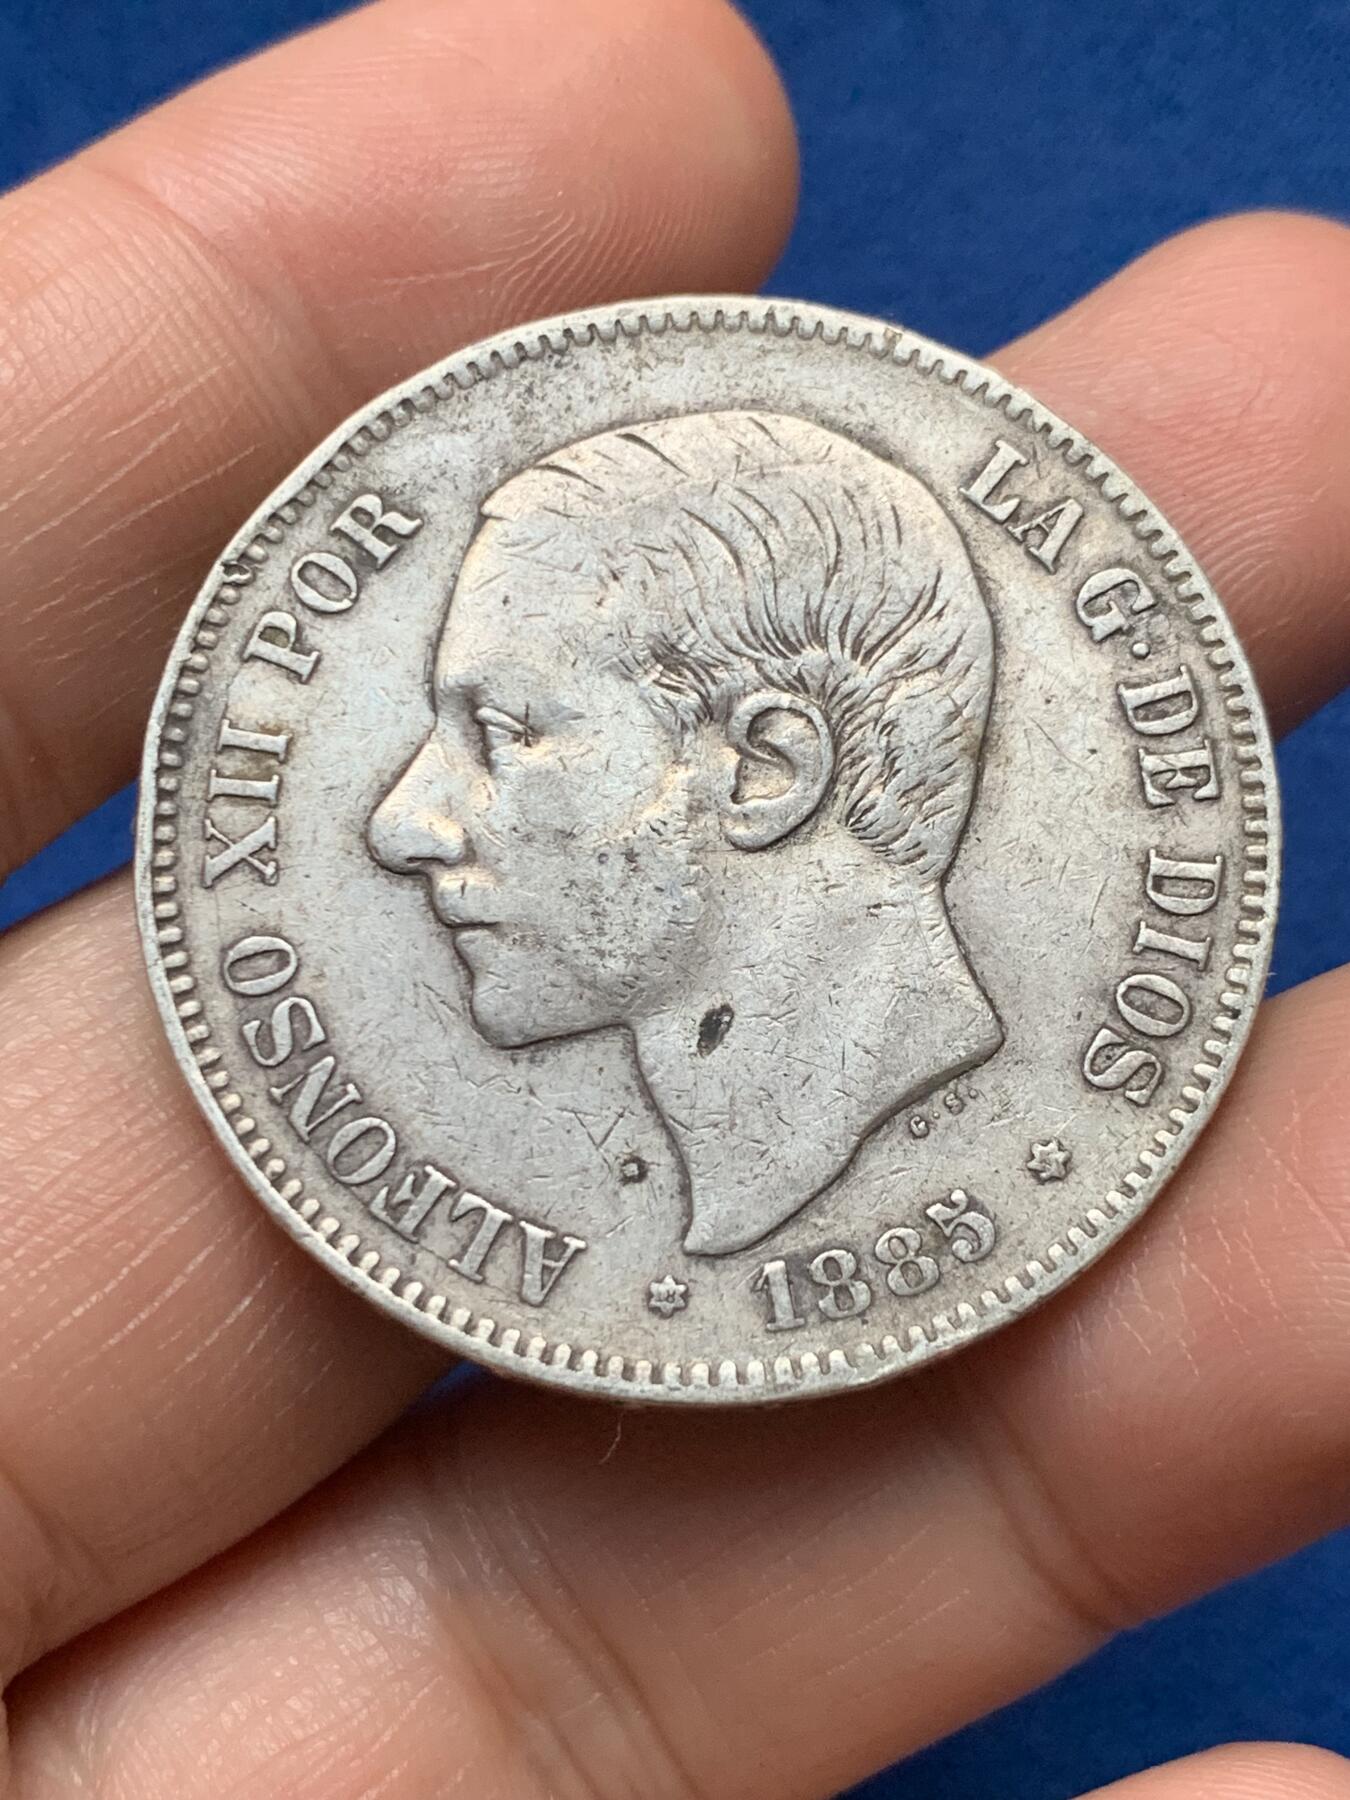 ALFONSO XII POR LA G. DE DIOS
G. S.
1885